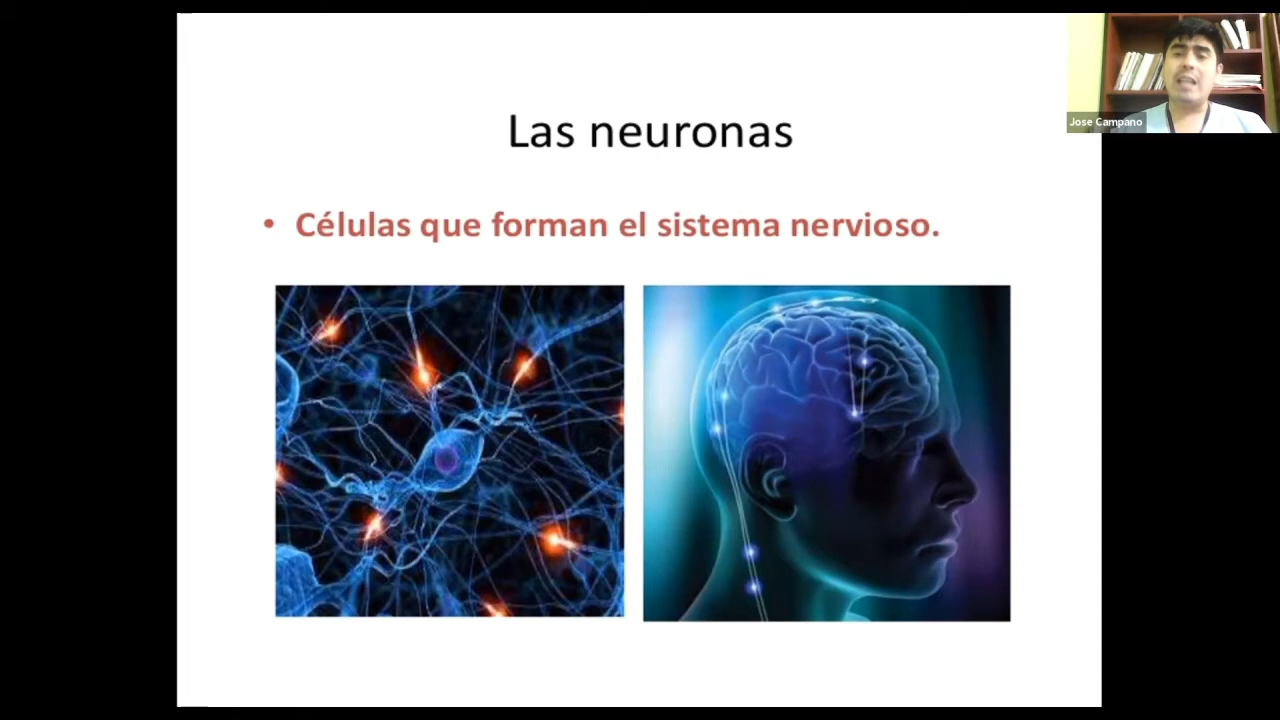 Las neuronas
• Células que forman el sistema nervioso.
Jose Campano